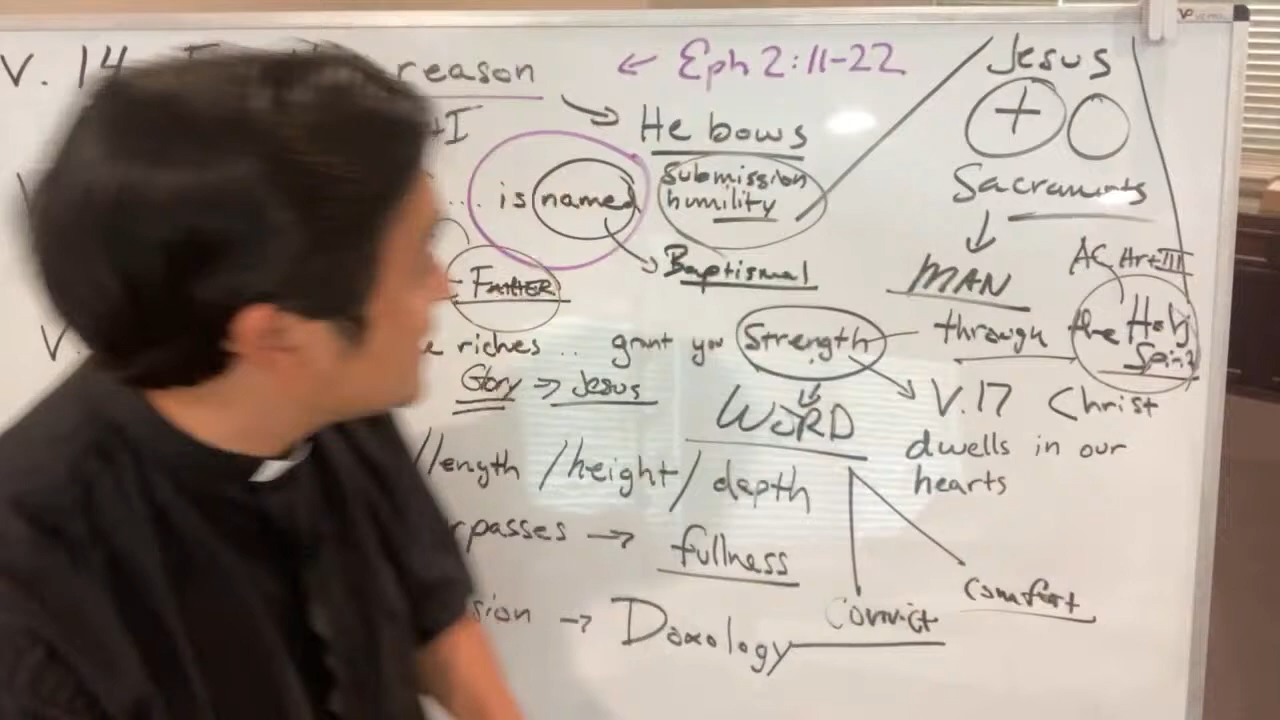 V. 14 reason
← Eph 2:11-22
Jesus
+I
→ He bows
submission
humility
Sacraments
.... is named
→ Baptismal
MAN
AC Art III
FATHER
through the Holy
Spirit
V.
riches .. grant you Strength
Glory → Jesus
WORD
V.17 Christ
dwells in our
hearts
/length /height/ depth
rpasses → fullness
Convict
Comfort
sion → Doxology